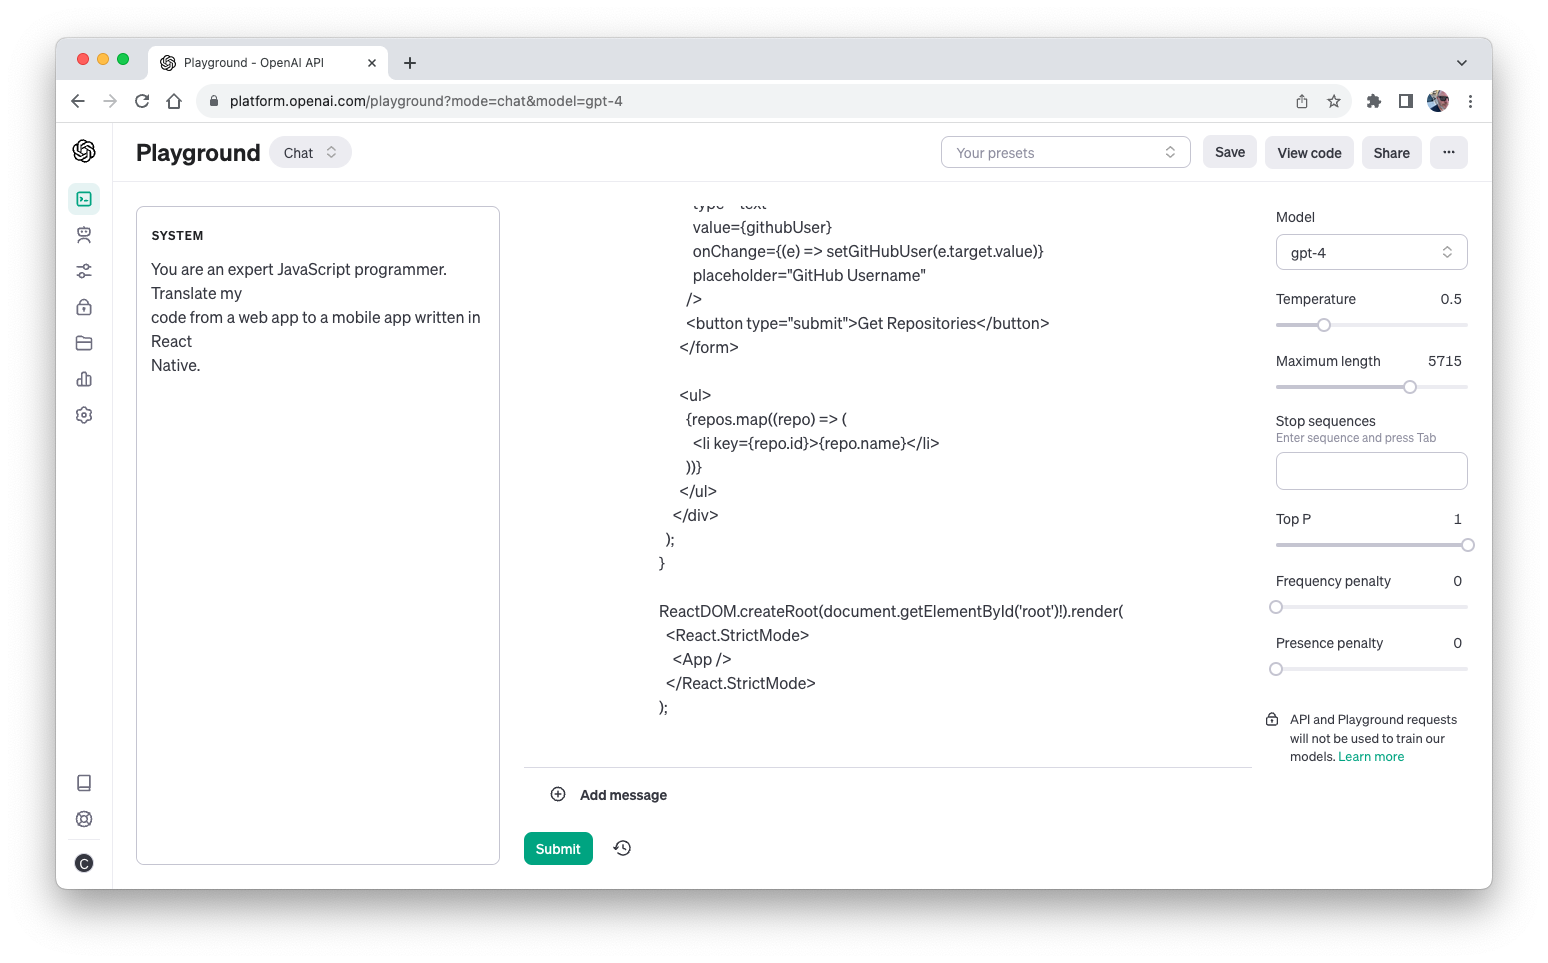 Playground - OpenAI API
platform.openai.com/playground?mode=chat&model=gpt-4
Playground
Chat
Your presets
Save
View code
Share
SYSTEM
You are an expert JavaScript programmer.
Translate my
code from a web app to a mobile app written in
React
Native.
value={githubUser}
onChange={(e) => setGitHubUser(e.target.value)}
placeholder="GitHub Username"
/>
<button type="submit">Get Repositories</button>
</form>
<ul>
{repos.map((repo) => (
<li key={repo.id}>{repo.name}</li>
))}
</ul>
</div>
);
}
ReactDOM.createRoot(document.getElementById('root')!).render(
<React.StrictMode>
<App />
</React.StrictMode>
);
Add message
Submit
C
Model
gpt-4
Temperature 0.5
Maximum length 5715
Stop sequences
Enter sequence and press Tab
Top P 1
Frequency penalty 0
Presence penalty 0
API and Playground requests
will not be used to train our
models. Learn more